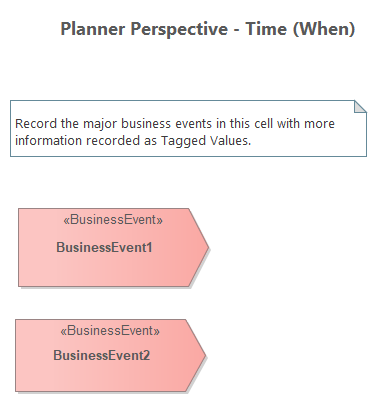 Planner Perspective - Time (When)
Record the major business events in this cell with more
information recorded as Tagged Values.
«BusinessEvent»
BusinessEvent1
«BusinessEvent»
BusinessEvent2